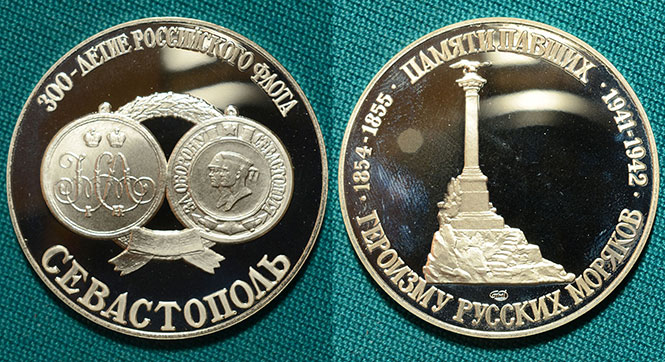 300-ЛЕТИЕ РОССИЙСКОГО ФЛОТА
ЗА ОБОРОНУ СЕВАСТОПОЛЯ
СЕВАСТОПОЛЬ
ПАМЯТИ ПАВШИХ
· 1854-1855 ·
· 1941-1942 ·
ГЕРОИЗМУ РУССКИХ МОРЯКОВ